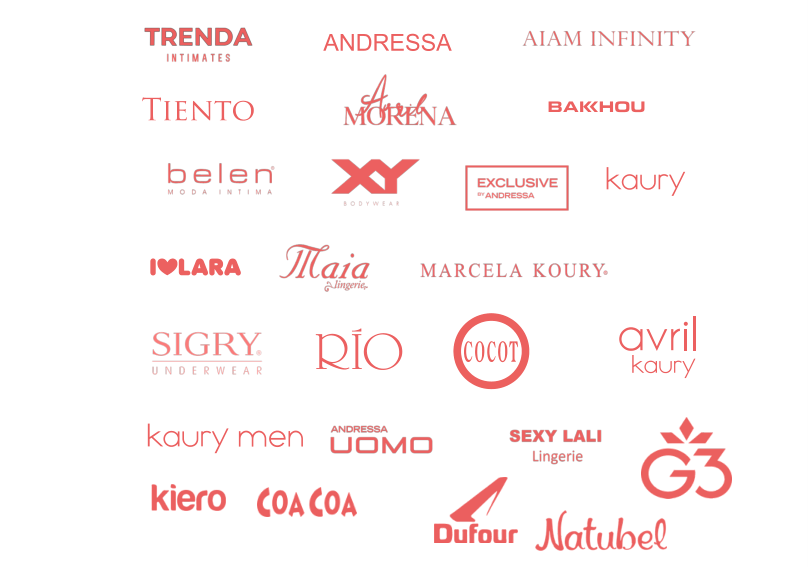 TRENDA
INTIMATES
ANDRESSA
AIAM INFINITY
TIENTO
April
MORENA
BAKHOU
belen®
MODA INTIMA
XY
BODYWEAR
EXCLUSIVE
BY ANDRESSA
kaury
I LARA
Maia
lingerie
MARCELA KOURY®
SIGRY®
UNDERWEAR
RÍO
COCOT
avril
kaury
kaury men
ANDRESSA
UOMO
SEXY LALI
Lingerie
G3
kiero
COA COA
Dufour
Natubel